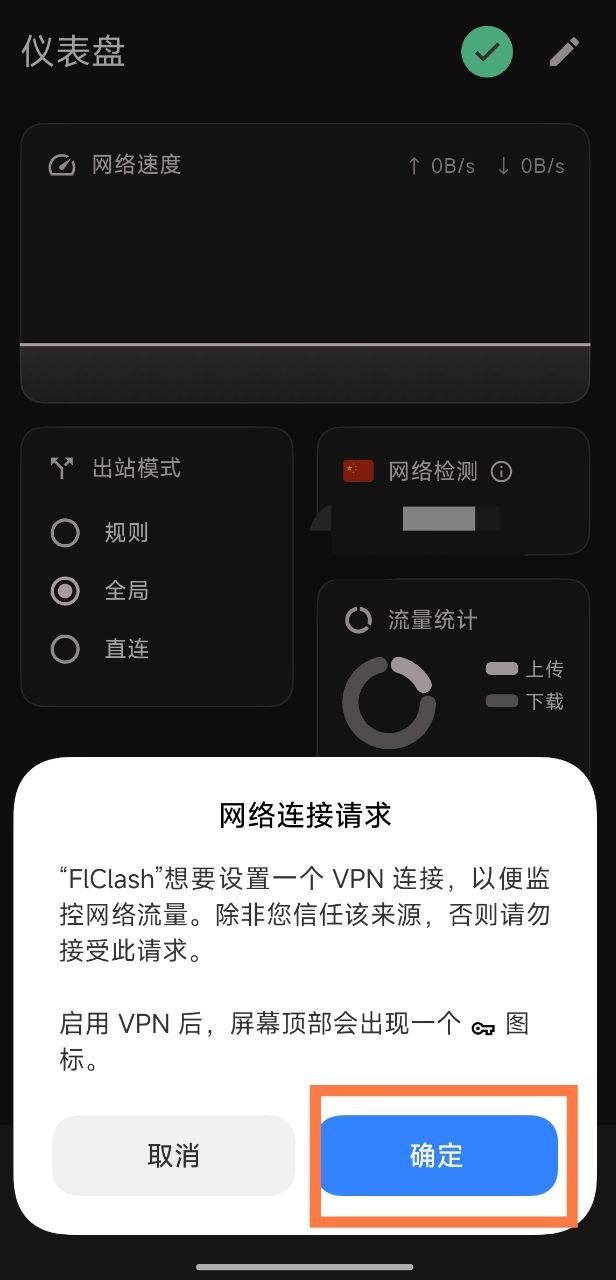 仪表盘
网络速度 ↑ 0B/s ↓ 0B/s
出站模式
规则
全局
直连
网络检测
流量统计
上传
下载
网络连接请求
“FlClash”想要设置一个 VPN 连接，以便监
控网络流量。除非您信任该来源，否则请勿
接受此请求。
启用 VPN 后，屏幕顶部会出现一个 图
标。
取消 确定